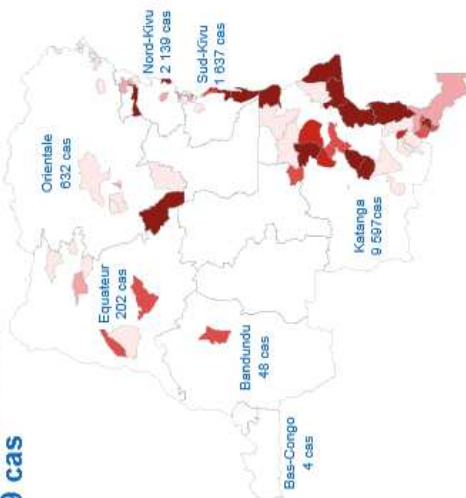 cas
Nord-Kivu
2.139 cas
Sud-Kivu
1 637 cas
Orientale
632 cas
Equateur
202 cas
Katanga
9 597cas
Bandundu
48 cas
Bas-Congo
4 cas